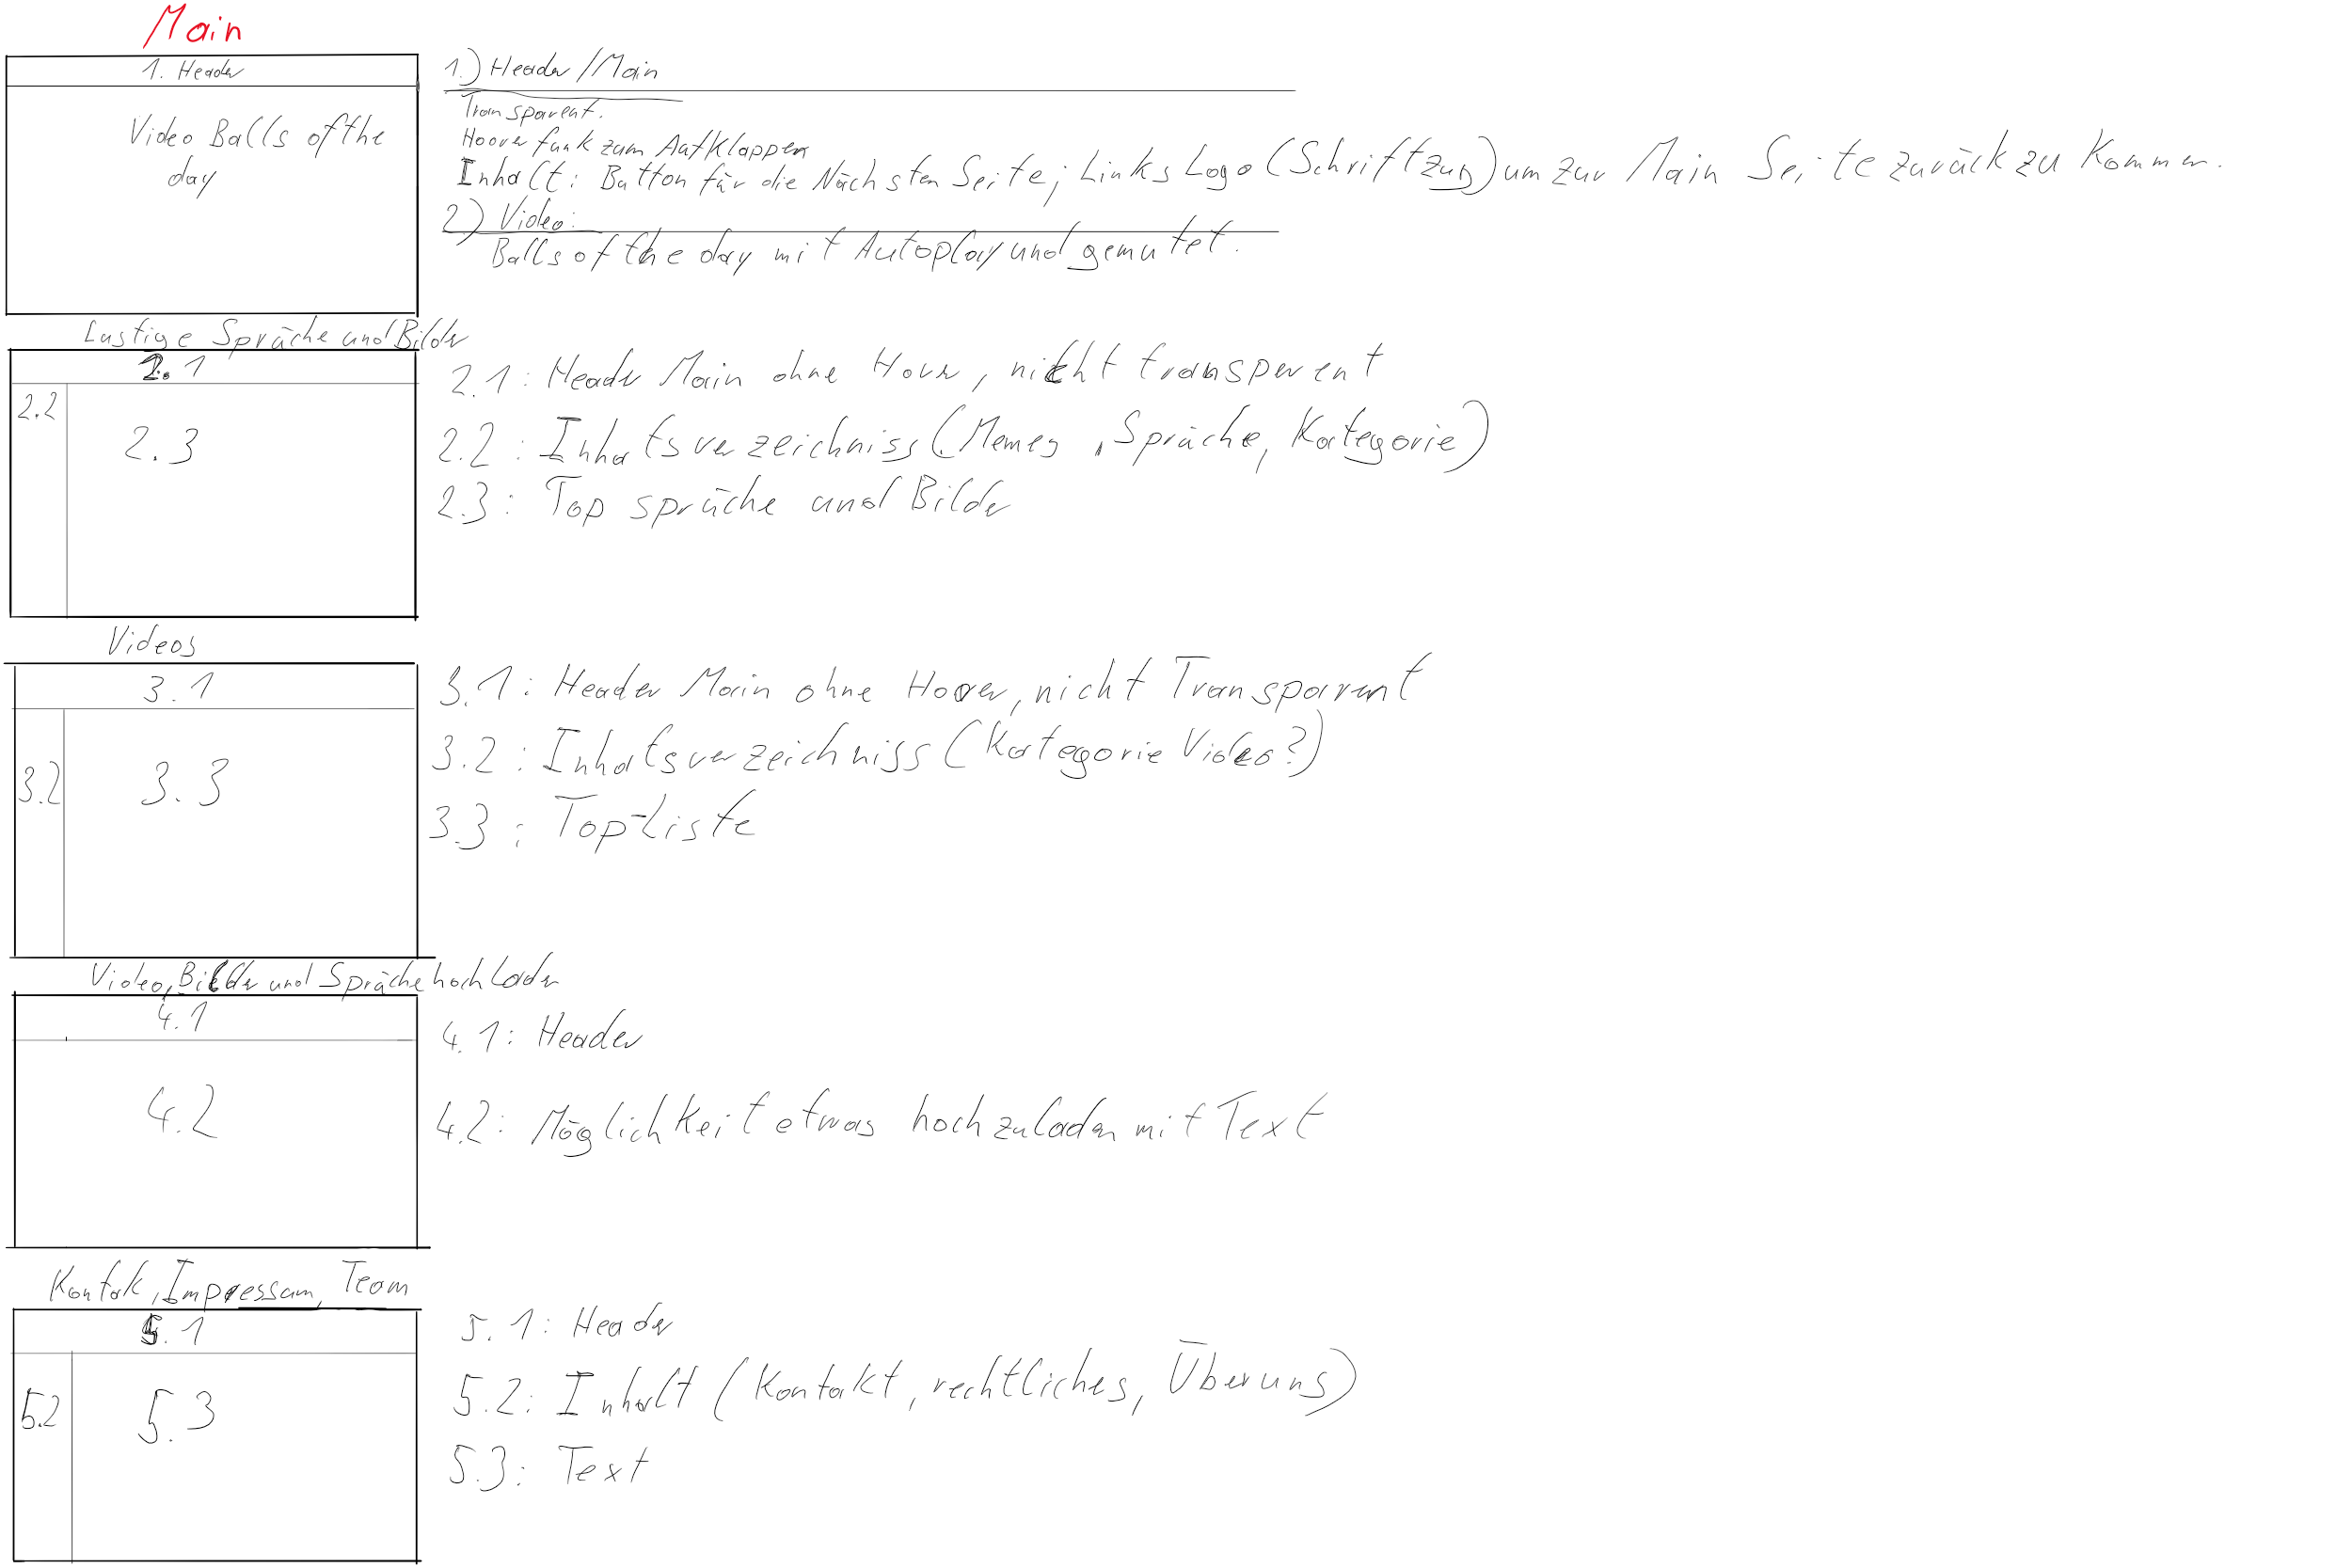 Main
1. Header
Video Balls of the
day
1.) Header/Main
Transparent.
Hoover funk zum Aufklappen
Inhalt: Button für die Nächsten Seite; Links Logo (Schriftzug) um zur Main Seite zurück zu kommen.
2) Video:
Balls of the day mit Autoplay und gemutet.
Lustige Sprüche und Bilder
2.1
2.2
2.3
2.1: Header Main ohne Hover, nicht transperent
2.2: Inhaltsverzeichniss (Memes, Sprüche, Kategorie)
2.3: Top sprüche und Bilder
Videos
3.1
3.2
3.3
3.1: Header Main ohne Hover, nicht Transparent
3.2: Inhaltsverzeichniss (Kategorie Video?)
3.3: Top-Liste
Video, Bilder und Sprüche hochladen
4.1
4.2
4.1: Header
4.2: Möglichkeit etwas hochzuladen mit Text
Kontak, Impressum, Team
5.1
5.2
5.3
5.1: Header
5.2: Inhalt (Kontakt, rechtliches, Über uns)
5.3: Text